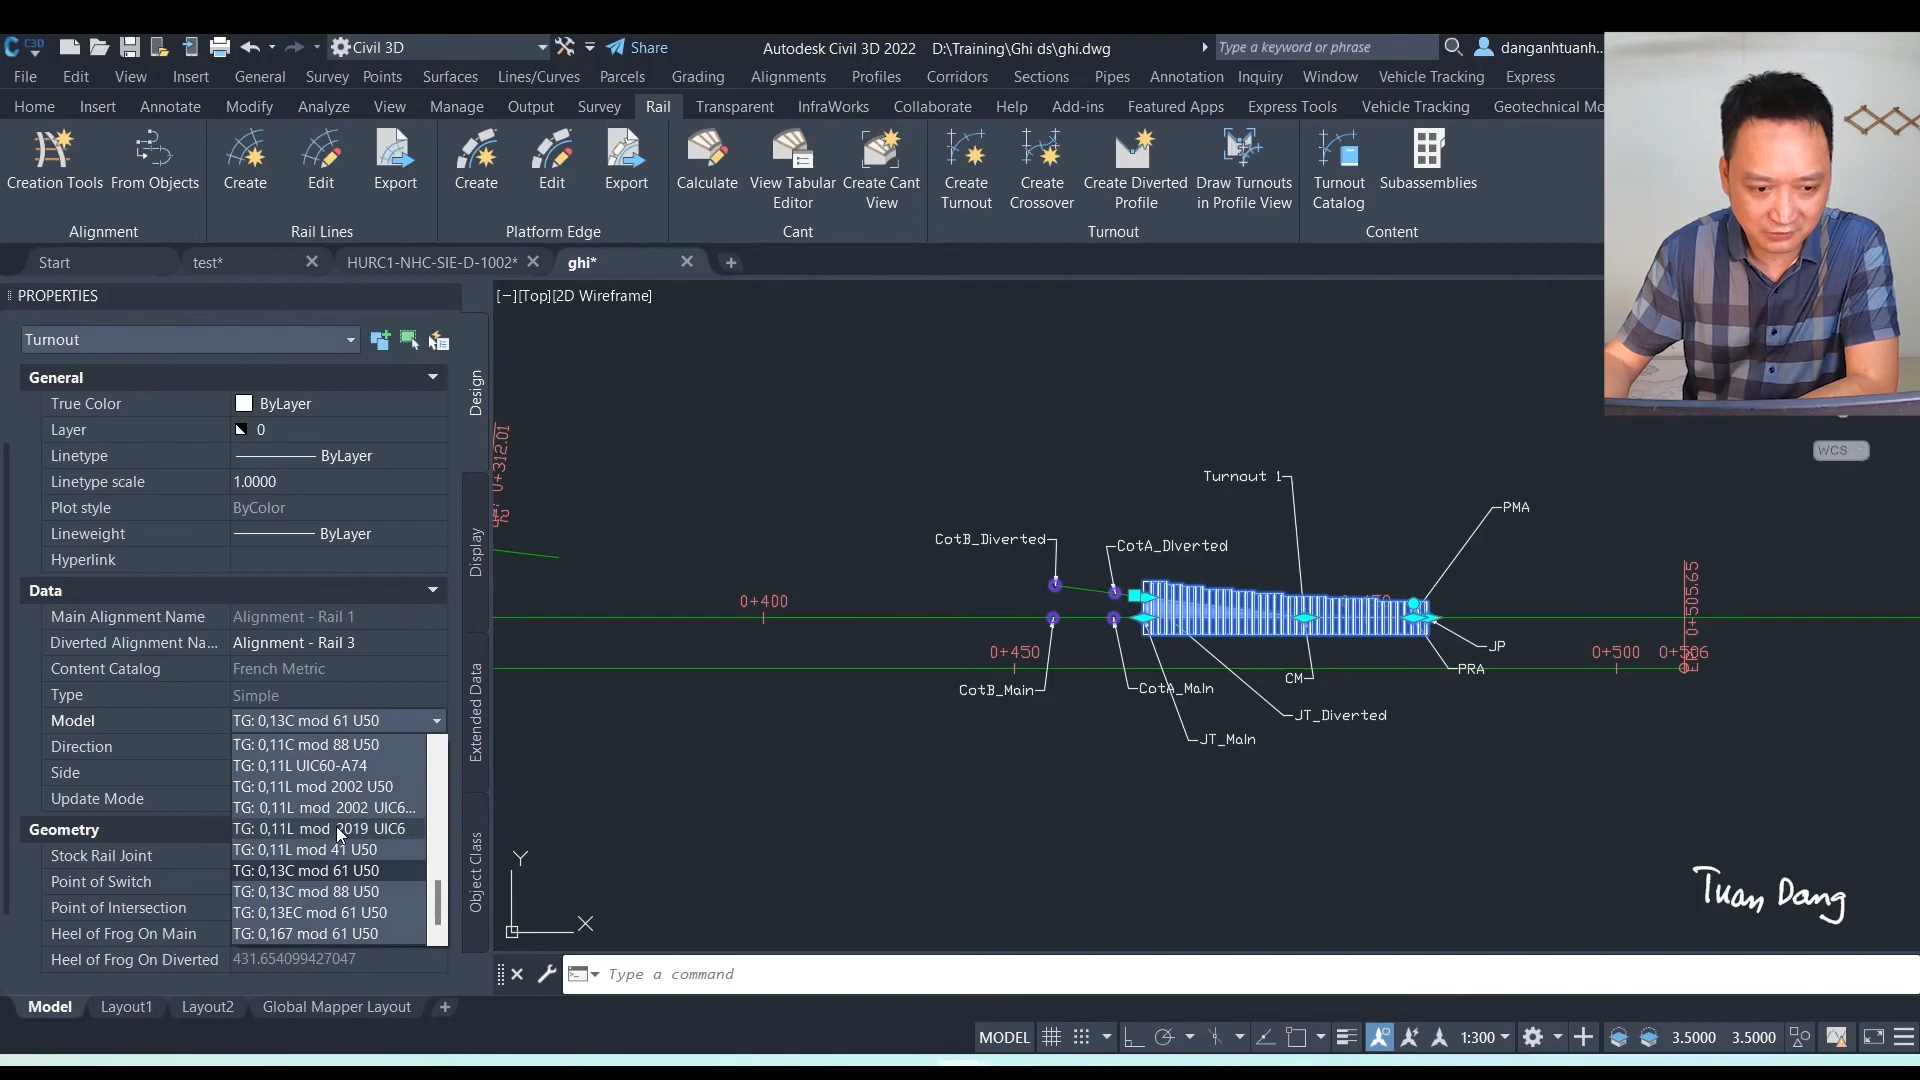 C3D Civil 3D Share Autodesk Civil 3D 2022 D:\Training\Ghi ds\ghi.dwg Type a keyword or phrase danganhtuanh...
File Edit View Insert General Survey Points Surfaces Lines/Curves Parcels Grading Alignments Profiles Corridors Sections Pipes Annotation Inquiry Window Vehicle Tracking Express
Home Insert Annotate Modify Analyze View Manage Output Survey Rail Transparent InfraWorks Collaborate Help Add-ins Featured Apps Express Tools Vehicle Tracking Geotechnical Mo
Creation Tools From Objects Create Edit Export Create Edit Export Calculate View Tabular Editor Create Cant View Create Turnout Create Crossover Create Diverted Profile Draw Turnouts in Profile View Turnout Catalog Subassemblies
Alignment Rail Lines Platform Edge Cant Turnout Content
Start test* HURC1-NHC-SIE-D-1002* ghi*
PROPERTIES
[−][Top][2D Wireframe]
Turnout
General
True Color ByLayer
Layer 0
Linetype ByLayer
Linetype scale 1.0000
Plot style ByColor
Lineweight ByLayer
Hyperlink
Data
Main Alignment Name Alignment - Rail 1
Diverted Alignment Na... Alignment - Rail 3
Content Catalog French Metric
Type Simple
Model TG: 0,13C mod 61 U50
Direction
Side
Update Mode
TG: 0,11C mod 88 U50
TG: 0,11L UIC60-A74
TG: 0,11L mod 2002 U50
TG: 0,11L mod 2002 UIC6...
TG: 0,11L mod 2019 UIC6
TG: 0,11L mod 41 U50
TG: 0,13C mod 61 U50
TG: 0,13C mod 88 U50
TG: 0,13EC mod 61 U50
TG: 0,167 mod 61 U50
Geometry
Stock Rail Joint
Point of Switch
Point of Intersection
Heel of Frog On Main
Heel of Frog On Diverted 431.654099427047
Design
Display
Extended Data
Object Class
0+312.01
Turnout 1
PMA
CotB_Diverted
CotA_Diverted
0+400
0+450
CotB_Main
CotA_Main
CM
JP
PRA
JT_Diverted
JT_Main
0+500
0+506
0+505.65
WCS
Y
X
Tuan Dang
Type a command
Model Layout1 Layout2 Global Mapper Layout
MODEL 1:300 3.5000 3.5000